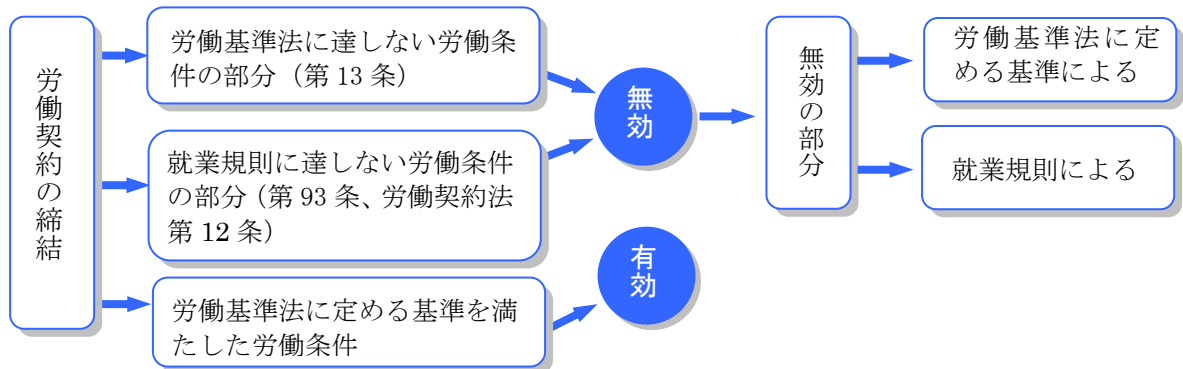 労働契約の締結
労働基準法に達しない労働条
件の部分（第 13 条）
就業規則に達しない労働条件
の部分（第 93 条、労働契約法
第 12 条）
労働基準法に定める基準を満
たした労働条件
無効
有効
無効の部分
労働基準法に定
める基準による
就業規則による